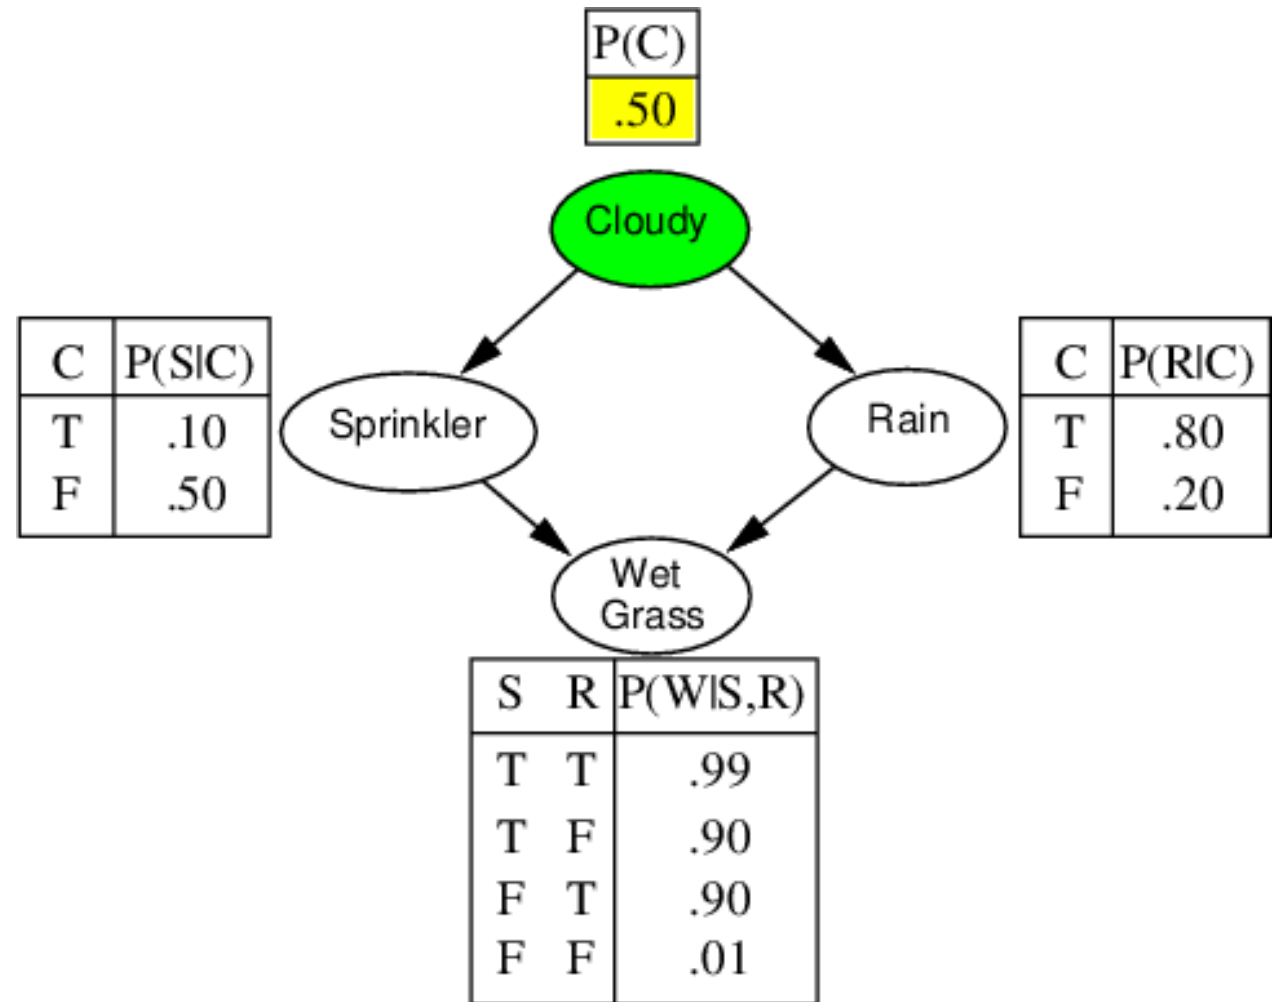 P(C)
.50
Cloudy
C P(S|C)
T .10
F .50
Sprinkler
Rain
C P(R|C)
T .80
F .20
Wet
Grass
S R P(W|S,R)
T T .99
T F .90
F T .90
F F .01